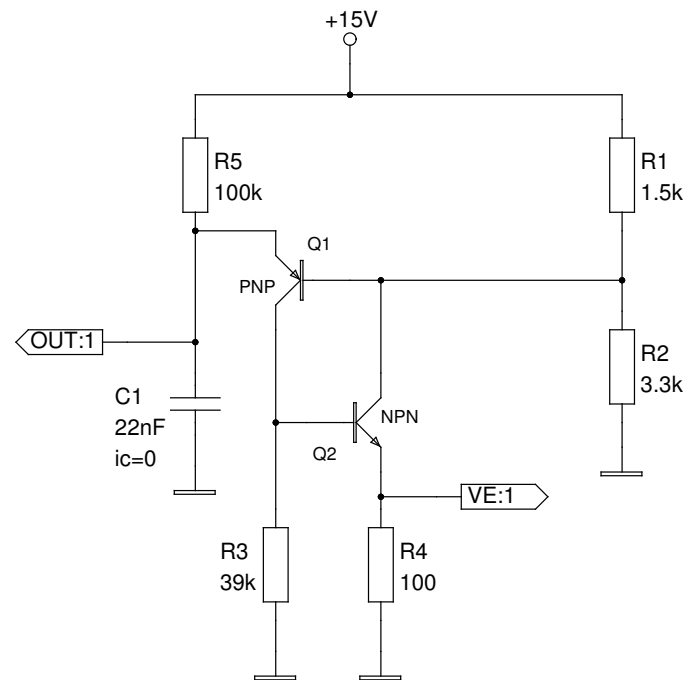 +15V
R5
100k
R1
1.5k
Q1
PNP
OUT:1
R2
3.3k
C1
22nF
ic=0
NPN
Q2
VE:1
R3
39k
R4
100